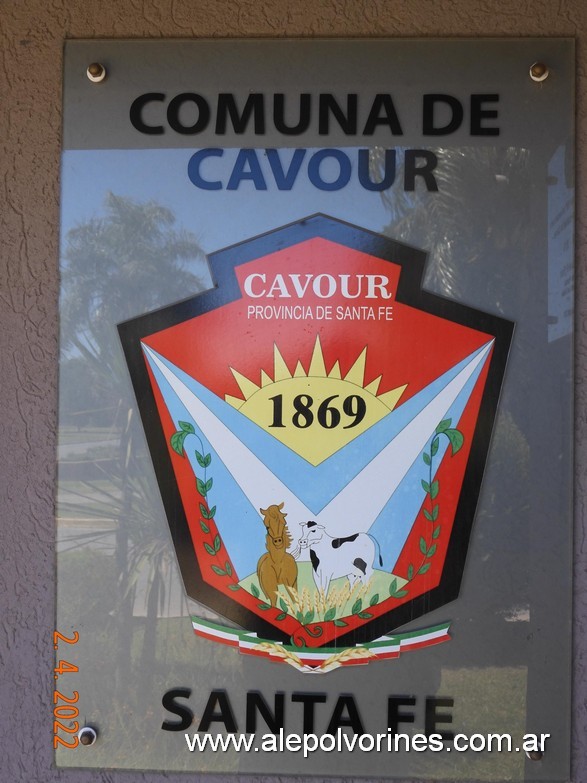 COMUNA DE
CAVOUR
CAVOUR
PROVINCIA DE SANTA FE
1869
SANTA FE
www.alepolvorines.com.ar
2.4.2022